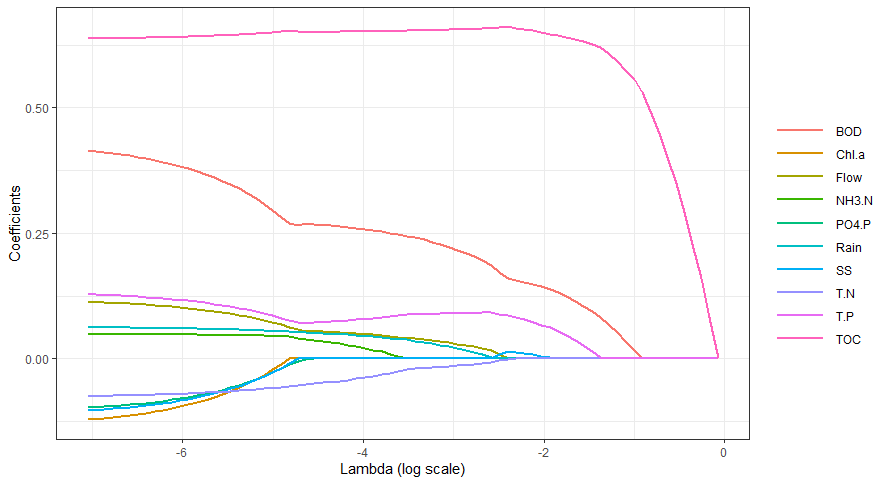 0.50
0.25
0.00
Coefficients
-6
-4
-2
0
Lambda (log scale)
BOD
Chl.a
Flow
NH3.N
PO4.P
Rain
SS
T.N
T.P
TOC